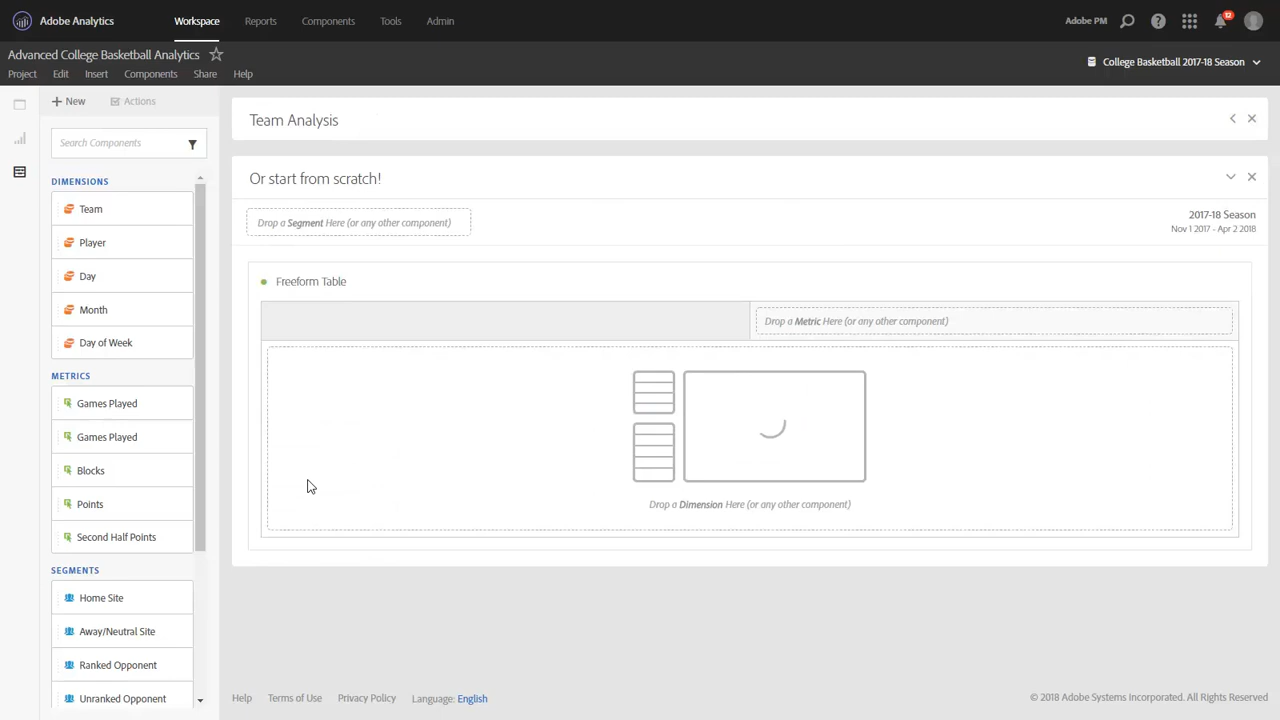 Adobe Analytics
Workspace
Reports
Components
Tools
Admin
Adobe PM
12
Advanced College Basketball Analytics
College Basketball 2017-18 Season
Project
Edit
Insert
Components
Share
Help
New
Actions
Search Components
DIMENSIONS
Team
Player
Day
Month
Day of Week
METRICS
Games Played
Games Played
Blocks
Points
Second Half Points
SEGMENTS
Home Site
Away/Neutral Site
Ranked Opponent
Unranked Opponent
Team Analysis
Or start from scratch!
Drop a Segment Here (or any other component)
2017-18 Season
Nov 1 2017 - Apr 2 2018
Freeform Table
Drop a Metric Here (or any other component)
Drop a Dimension Here (or any other component)
Help
Terms of Use
Privacy Policy
Language: English
© 2018 Adobe Systems Incorporated. All Rights Reserved